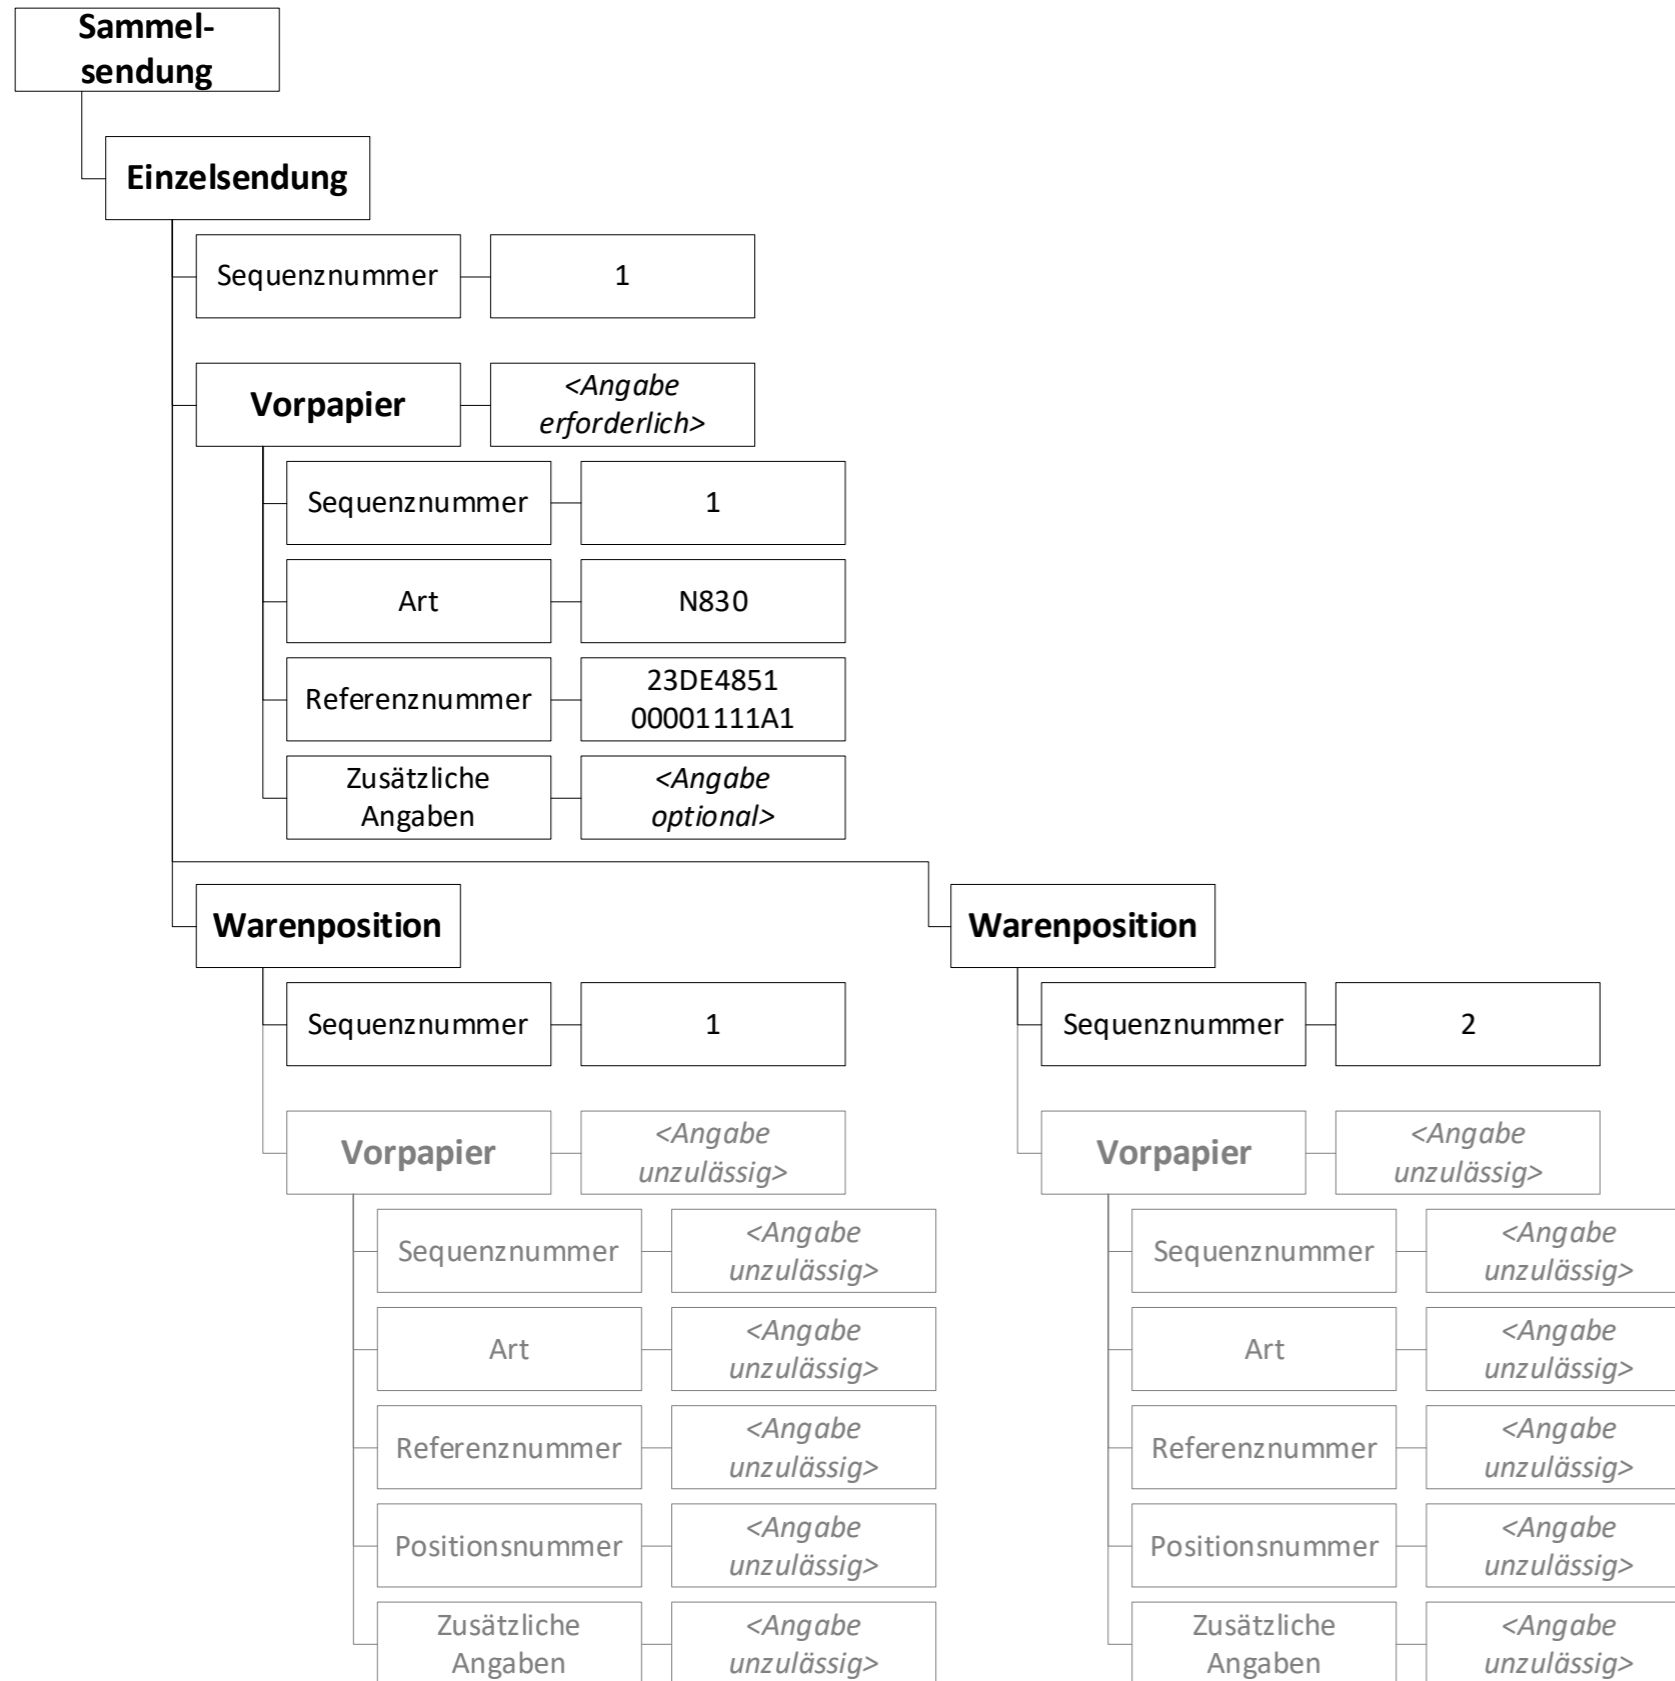 Sammel-
sendung
Einzelsendung
Sequenznummer
1
Vorpapier
<Angabe
erforderlich>
Sequenznummer
1
Art
N830
Referenznummer
23DE4851
00001111A1
Zusätzliche
Angaben
<Angabe
optional>
Warenposition
Warenposition
Sequenznummer
1
Sequenznummer
2
Vorpapier
<Angabe
unzulässig>
Vorpapier
<Angabe
unzulässig>
Sequenznummer
<Angabe
unzulässig>
Sequenznummer
<Angabe
unzulässig>
Art
<Angabe
unzulässig>
Art
<Angabe
unzulässig>
Referenznummer
<Angabe
unzulässig>
Referenznummer
<Angabe
unzulässig>
Positionsnummer
<Angabe
unzulässig>
Positionsnummer
<Angabe
unzulässig>
Zusätzliche
Angaben
<Angabe
unzulässig>
Zusätzliche
Angaben
<Angabe
unzulässig>